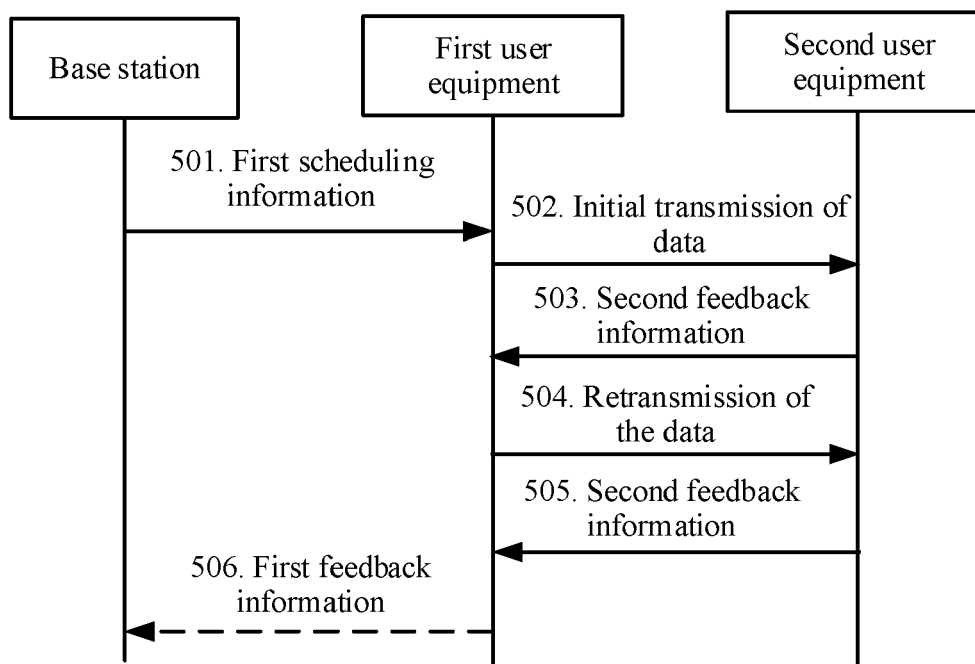 Base station
First user
equipment
Second user
equipment
501. First scheduling
information
502. Initial transmission of
data
503. Second feedback
information
504. Retransmission of
the data
505. Second feedback
information
506. First feedback
information